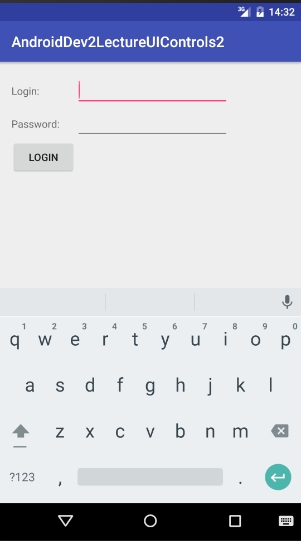 3G 14:32
AndroidDev2LectureUIControls2
Login:
Password:
LOGIN
1 2 3 4 5 6 7 8 9 0
q w e r t y u i o p
a s d f g h j k l
z x c v b n m
?123 , .